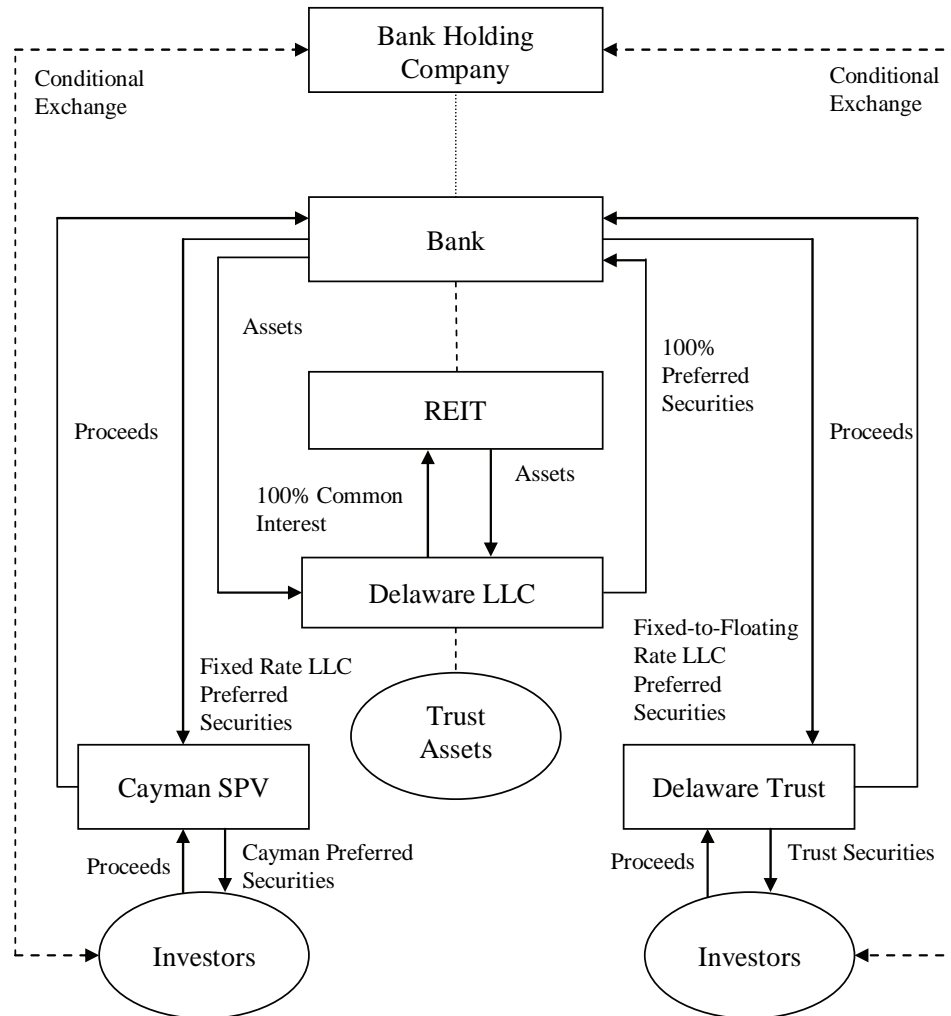 Bank Holding
Company
Conditional
Exchange
Conditional
Exchange
Bank
Assets
100%
Preferred
Securities
REIT
Proceeds
Proceeds
Assets
100% Common
Interest
Delaware LLC
Fixed-to-Floating
Rate LLC
Preferred
Securities
Fixed Rate LLC
Preferred
Securities
Trust
Assets
Cayman SPV
Delaware Trust
Proceeds
Cayman Preferred
Securities
Proceeds
Trust Securities
Investors
Investors